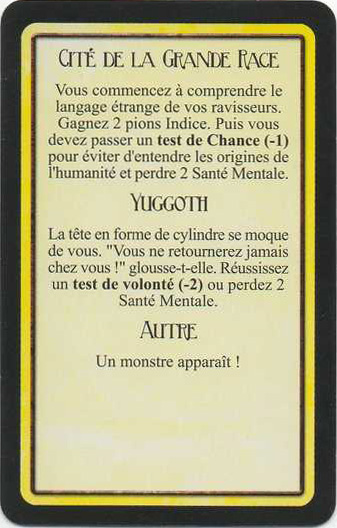 Cité de la Grande Race
Vous commencez à comprendre le
langage étrange de vos ravisseurs.
Gagnez 2 pions Indice. Puis vous
devez passer un test de Chance (-1)
pour éviter d'entendre les origines de
l'humanité et perdre 2 Santé Mentale.
Yuggoth
La tête en forme de cylindre se moque
de vous. "Vous ne retournerez jamais
chez vous !" glousse-t-elle. Réussissez
un test de volonté (-2) ou perdez 2
Santé Mentale.
Autre
Un monstre apparaît !